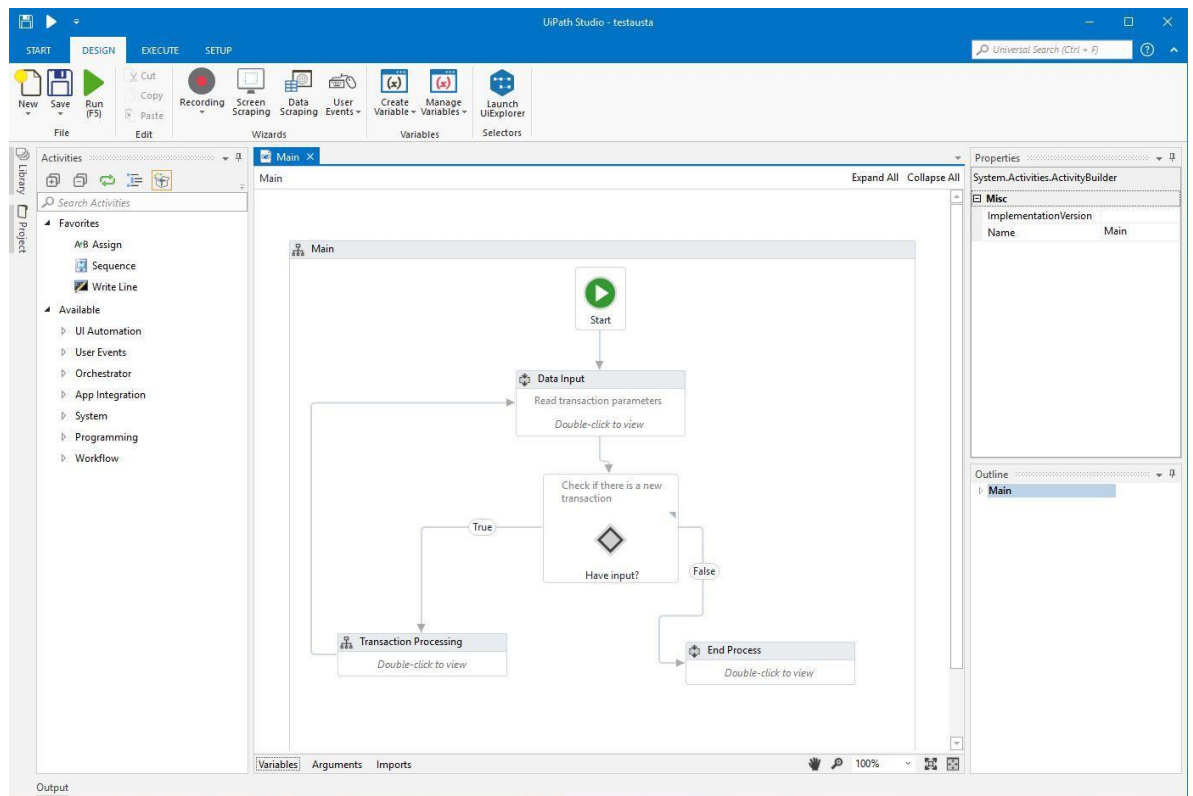 UiPath Studio - testausta
START DESIGN EXECUTE SETUP
Universal Search (Ctrl + F)
New
Save
Run
(F5)
Cut
Copy
Paste
Recording
Screen
Scraping
Data
Scraping
User
Events
Create
Variable
Manage
Variables
Launch
UiExplorer
File Edit Wizards Variables Selectors
Library
Project
Activities
Search Activities
Favorites
A+B Assign
Sequence
Write Line
Available
UI Automation
User Events
Orchestrator
App Integration
System
Programming
Workflow
Main
Main
Expand All Collapse All
Main
Start
Data Input
Read transaction parameters
Double-click to view
Check if there is a new
transaction
True
Have input?
False
Transaction Processing
Double-click to view
End Process
Double-click to view
Variables Arguments Imports
100%
Properties
System.Activities.ActivityBuilder
Misc
ImplementationVersion
Name Main
Outline
Main
Output